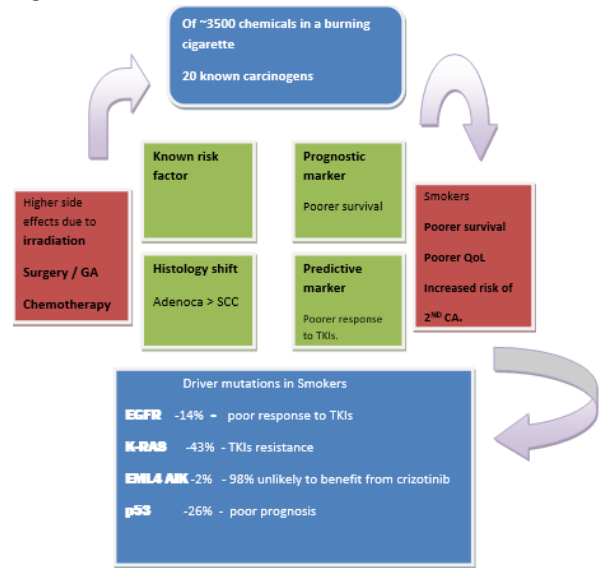 Of ~3500 chemicals in a burning
cigarette
20 known carcinogens
Known risk
factor
Prognostic
marker
Poorer survival
Higher side
effects due to
irradiation
Surgery / GA
Chemotherapy
Smokers
Poorer survival
Poorer QoL
Increased risk of
2ND CA.
Histology shift
Adenoca > SCC
Predictive
marker
Poorer response
to TKIs.
Driver mutations in Smokers
EGFR -14% - poor response to TKIs
K-RAS -43% - TKIs resistance
EML4 AlK -2% - 98% unlikely to benefit from crizotinib
p53 -26% - poor prognosis